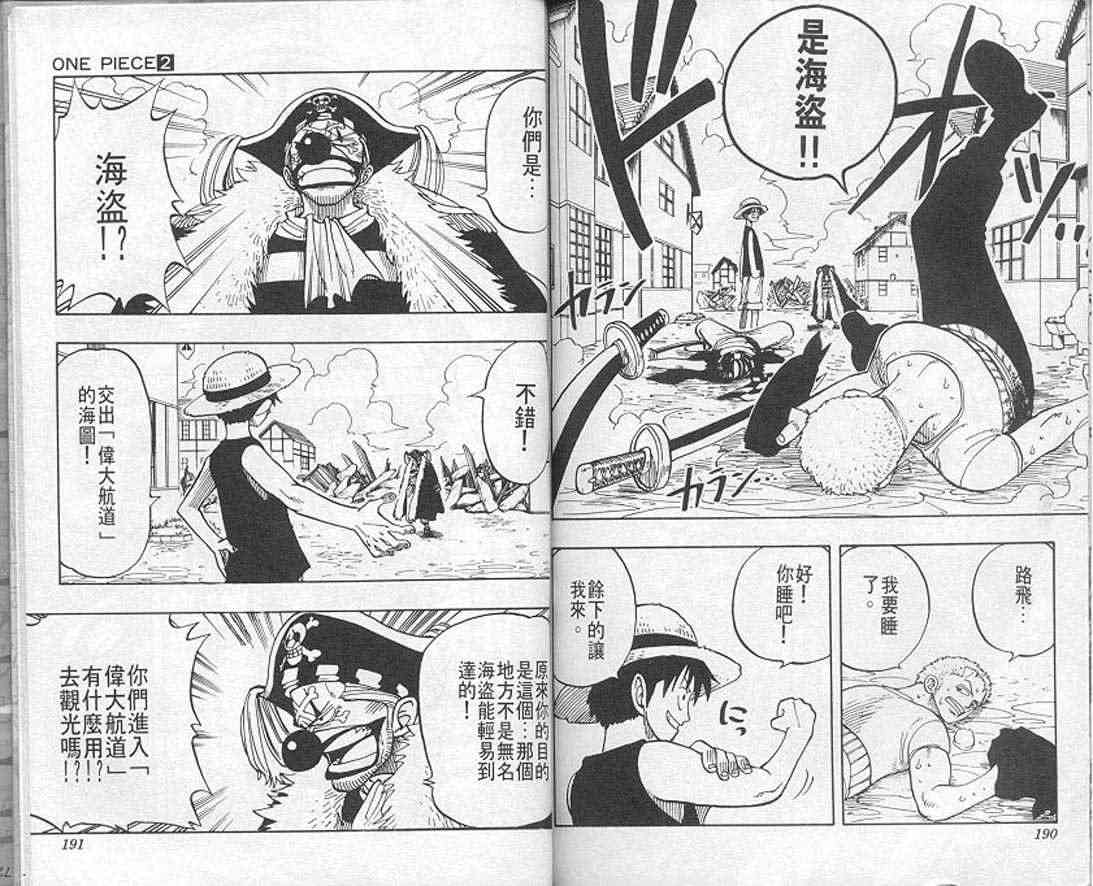 是海盜!!
カラン
カラン…
路飛…
我要睡
了。
好！
你睡吧！
にっ
餘下的讓
我來。
190
ONE PIECE 2
你們是…
海盜!?
不錯！
交出「偉大航道」
的海圖！
原來你的目的
是這個…那個
地方不是無名
海盜能輕易到
達的！
你們進入「
偉大航道」
有什麼用!?
去觀光嗎!?
191